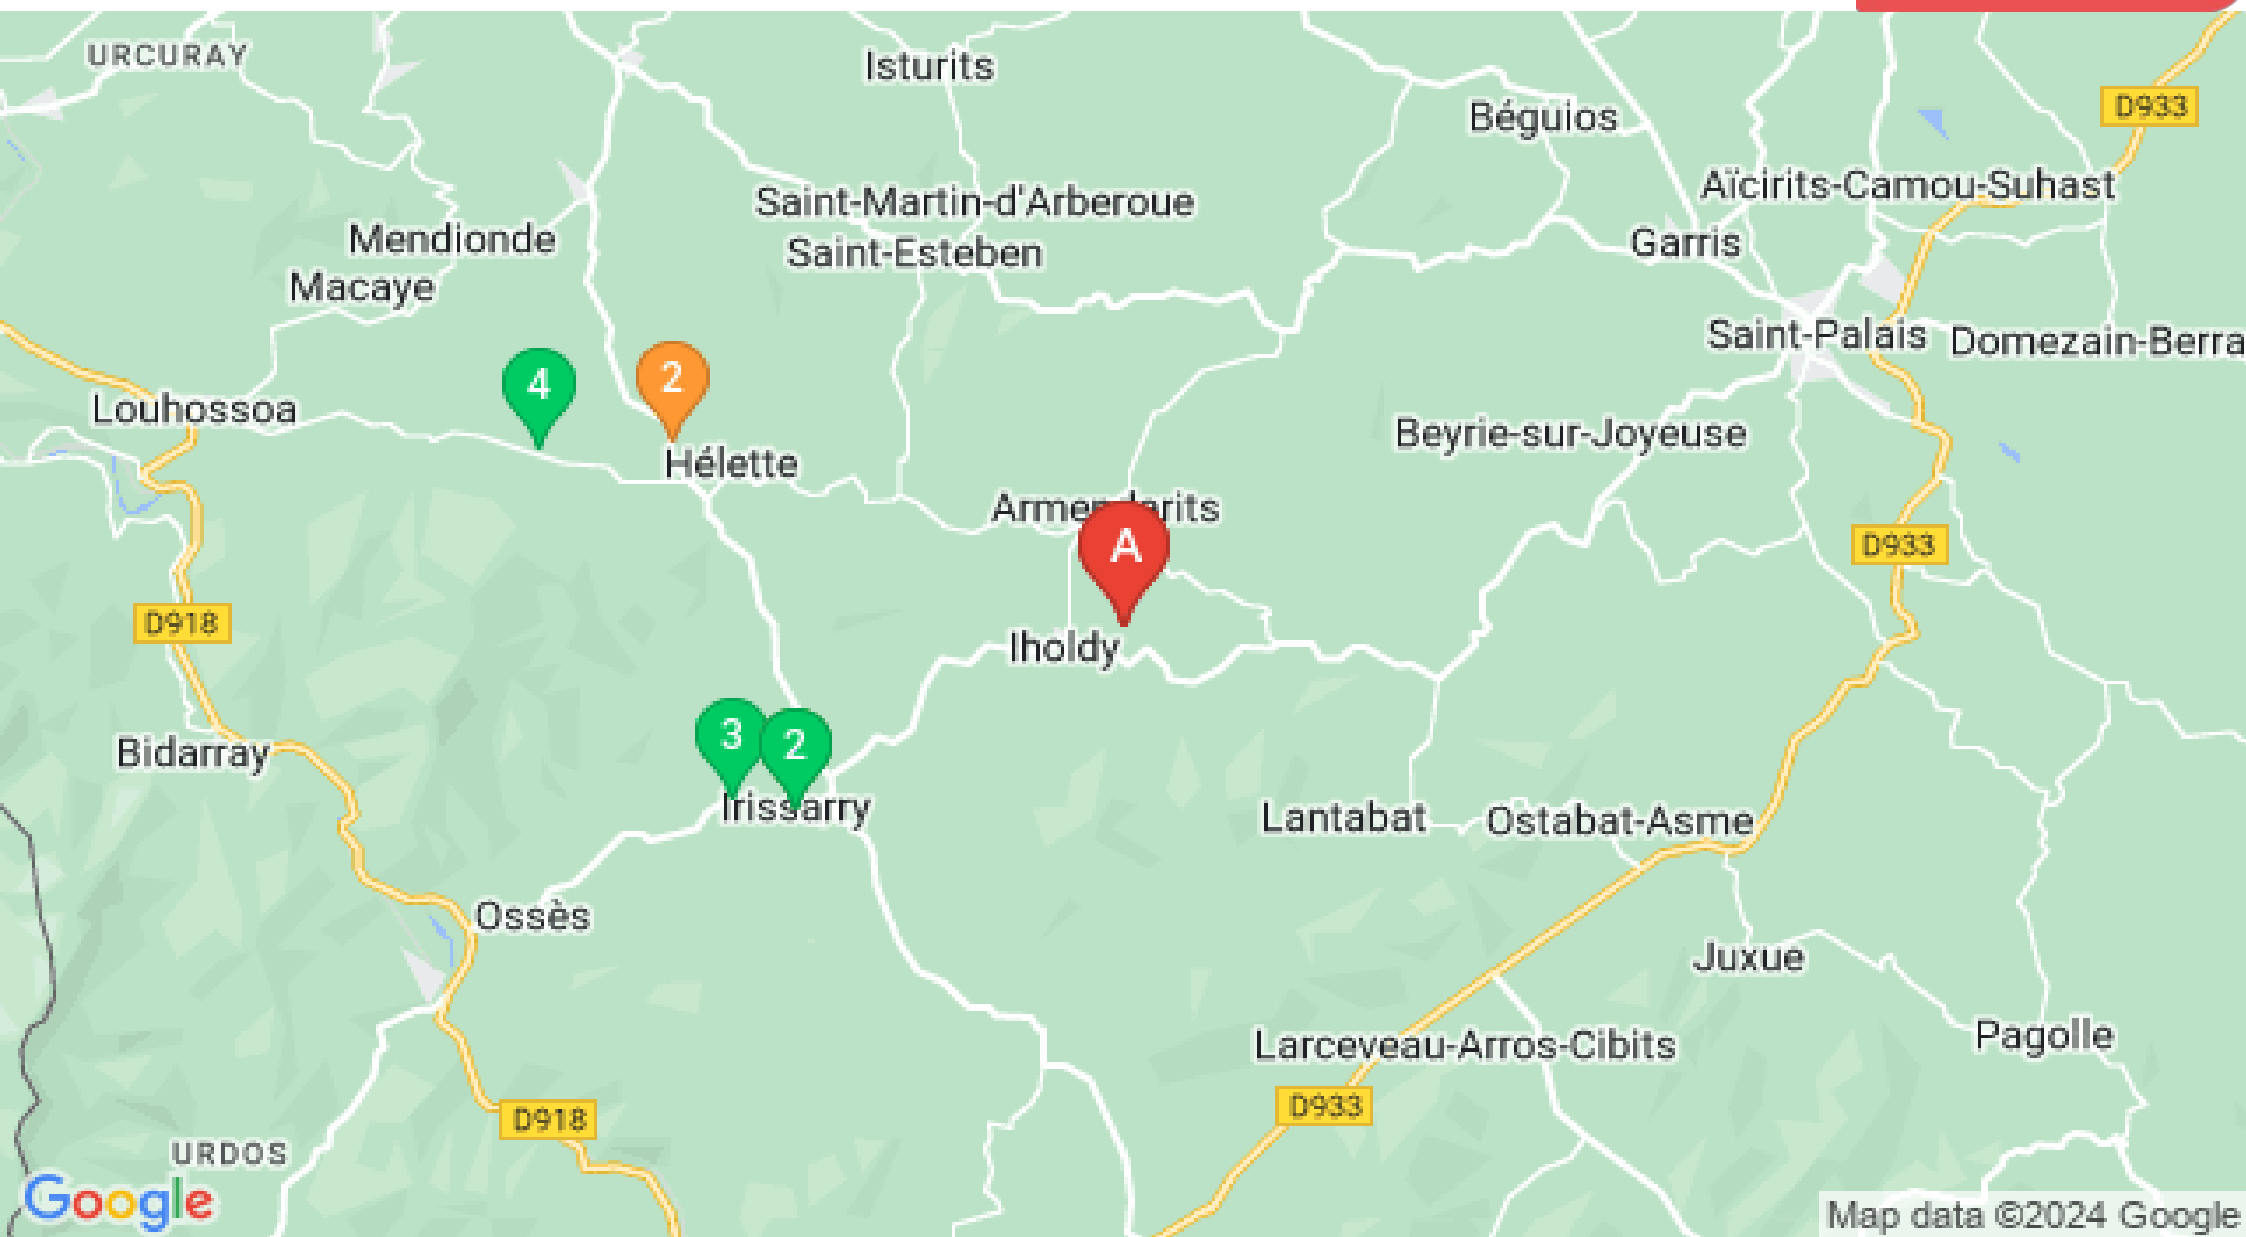 URCURAY
Isturits
Béguios
D933
Aïcirits-Camou-Suhast
Saint-Martin-d'Arberoue
Mendionde
Saint-Esteben
Garris
Macaye
Saint-Palais
Domezain-Berra
4
2
Louhossoa
Beyrie-sur-Joyeuse
Hélette
Armendarits
A
D933
D918
Iholdy
3
2
Bidarray
Irissarry
Lantabat
Ostabat-Asme
Ossès
Juxue
Pagolle
Larceveau-Arros-Cibits
D933
D918
URDOS
Google
Map data ©2024 Google